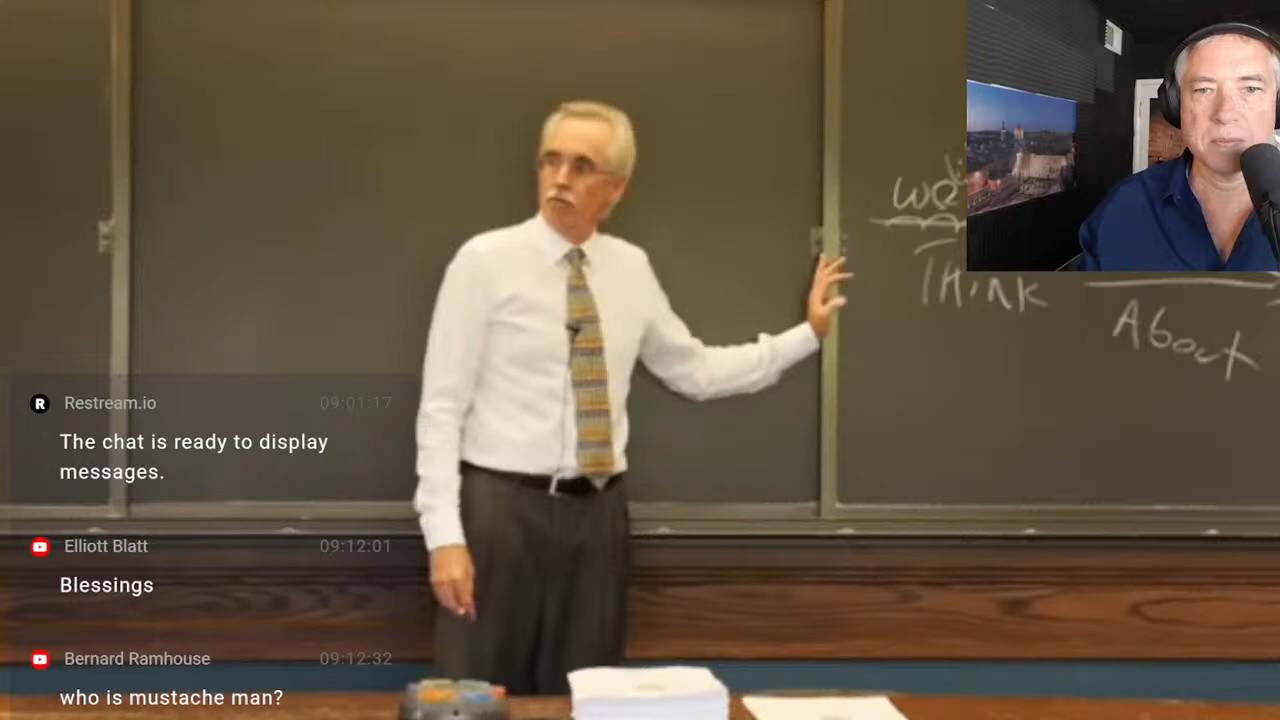 THINK
About
Restream.io 09:01:17
The chat is ready to display
messages.
Elliott Blatt 09:12:01
Blessings
Bernard Ramhouse 09:12:32
who is mustache man?